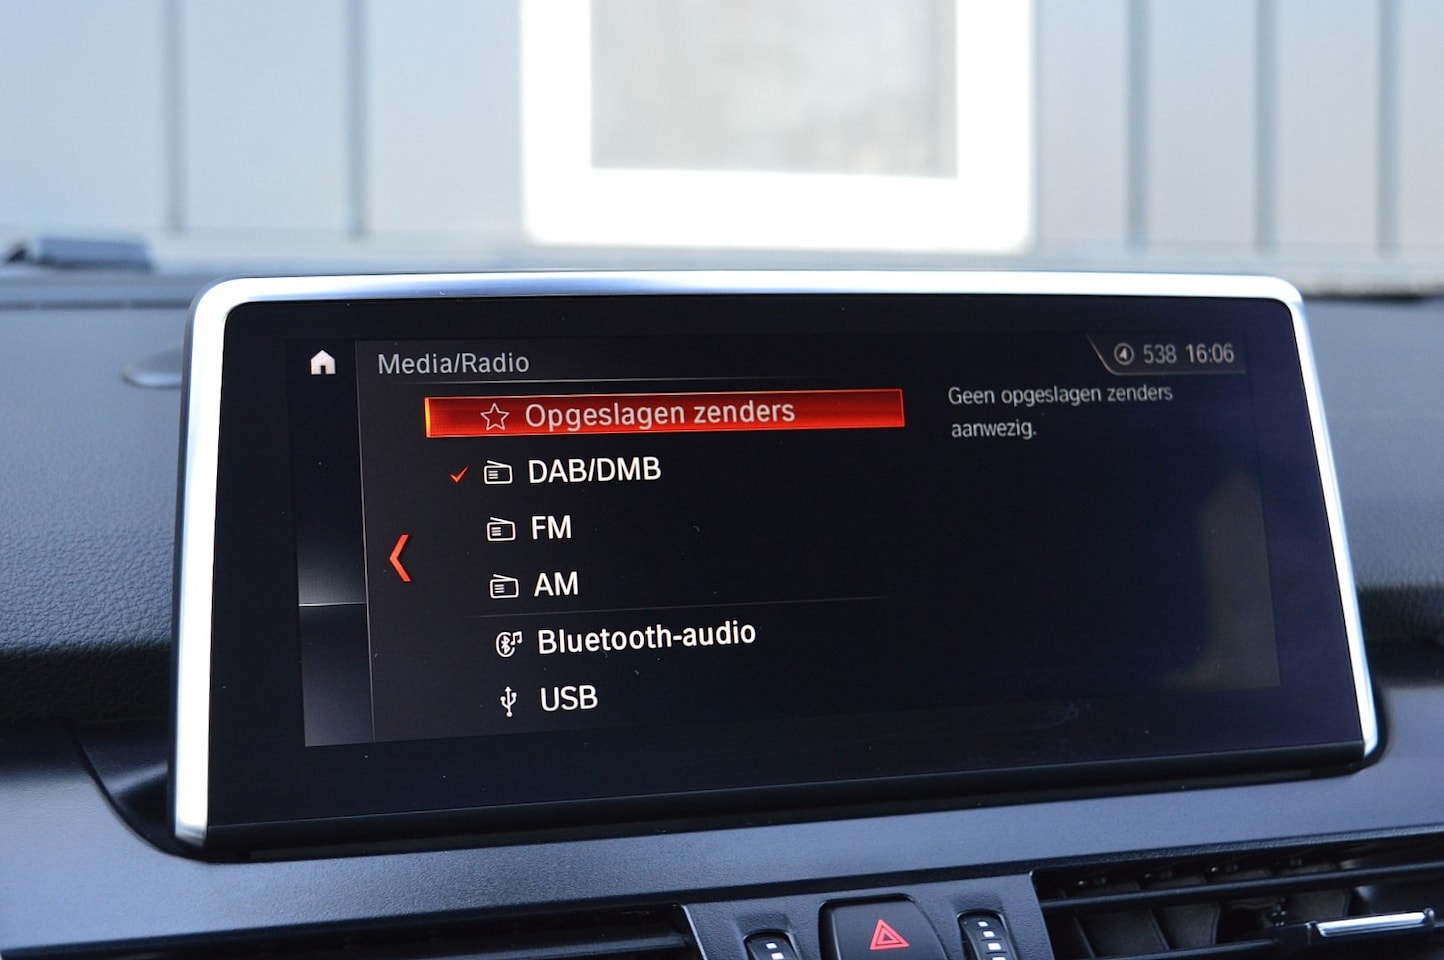 Media/Radio
538 16:06
Opgeslagen zenders
DAB/DMB
FM
AM
Bluetooth-audio
USB
Geen opgeslagen zenders
aanwezig.